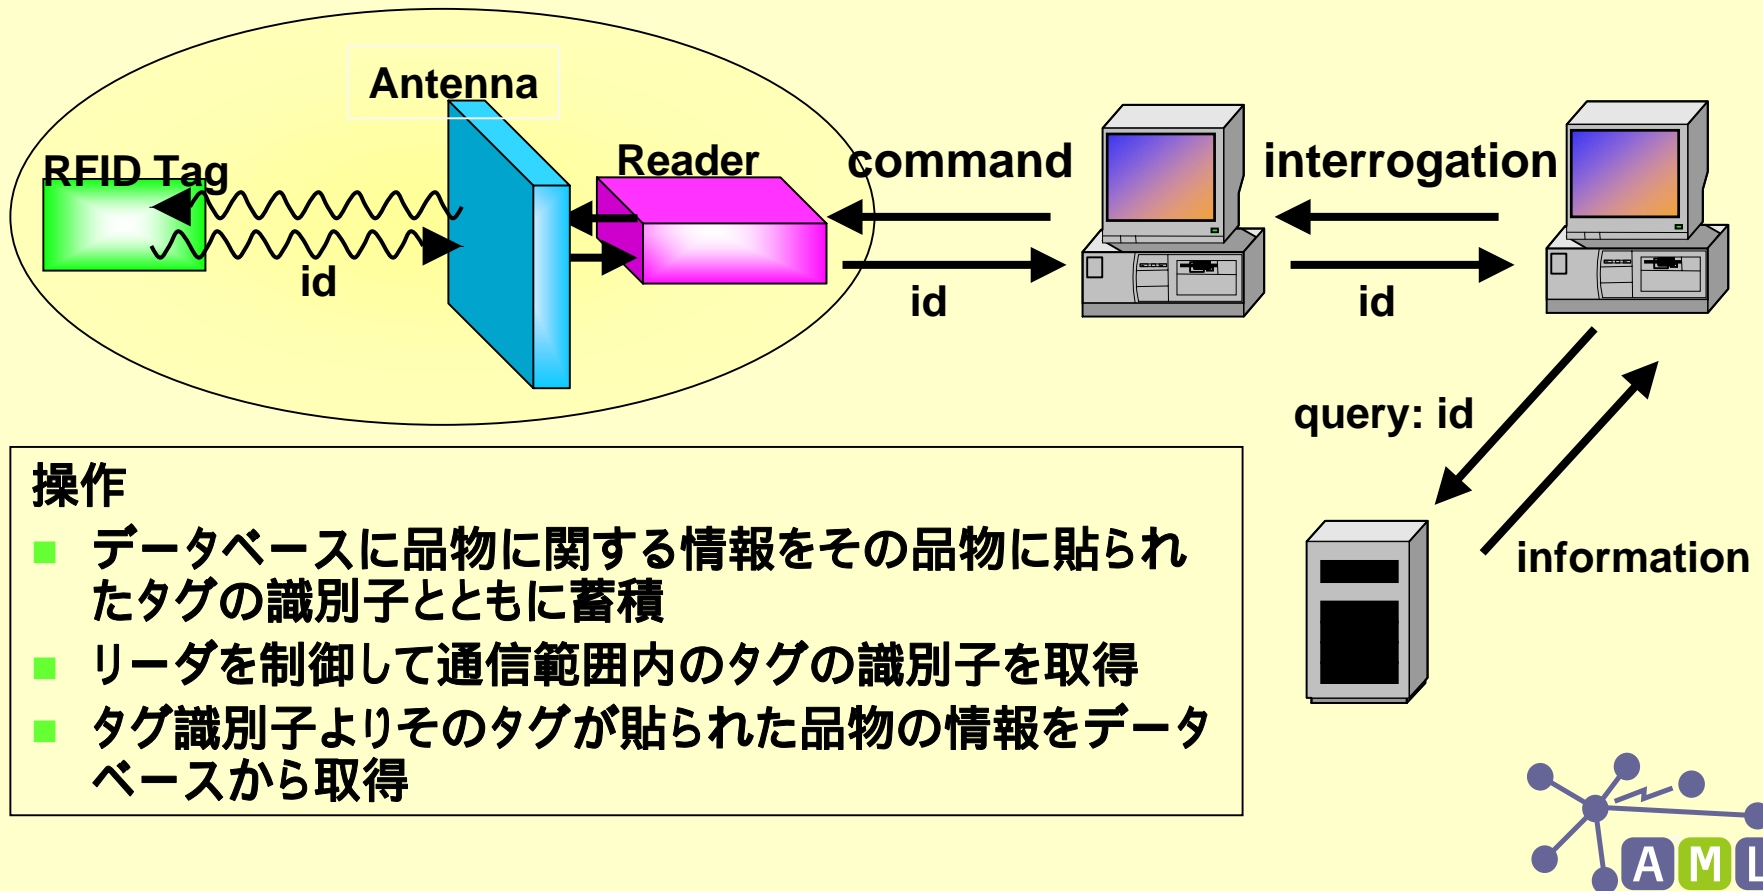 Antenna
RFID Tag
Reader
command
interrogation
id
id
id
query: id
information
操作
データベースに品物に関する情報をその品物に貼られ
たタグの識別子とともに蓄積
リーダを制御して通信範囲内のタグの識別子を取得
タグ識別子よりそのタグが貼られた品物の情報をデータ
ベースから取得
AML